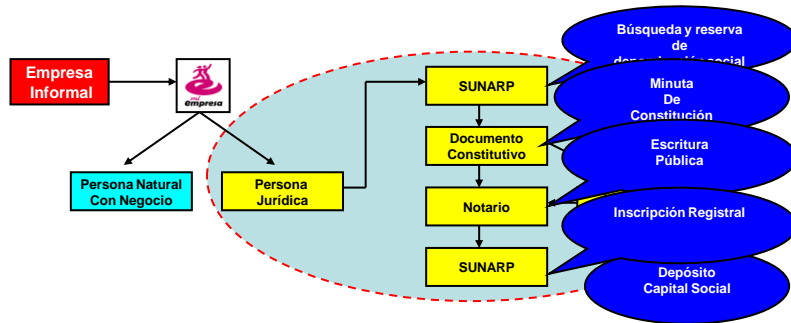 Empresa
Informal
mi
empresa
Persona Natural
Con Negocio
Persona
Jurídica
SUNARP
Documento
Constitutivo
Notario
SUNARP
Búsqueda y reserva
de
Minuta
De
Constitución
Escritura
Pública
Inscripción Registral
Depósito
Capital Social